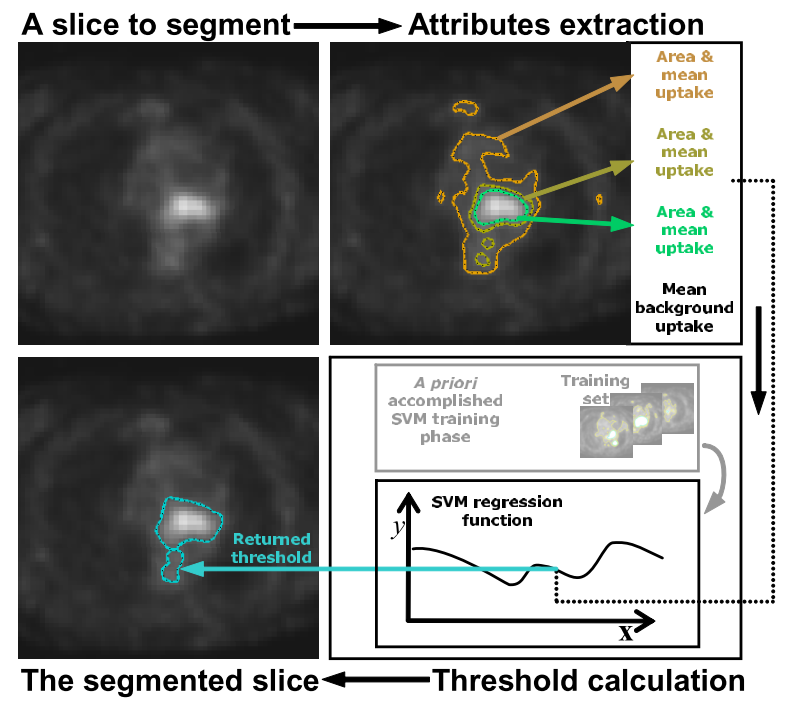 A slice to segment
Attributes extraction
Area &
mean
uptake
Area &
mean
uptake
Area &
mean
uptake
Mean
background
uptake
A priori
accomplished
SVM training
phase
Training
set
SVM regression
function
y
x
Returned
threshold
The segmented slice
Threshold calculation